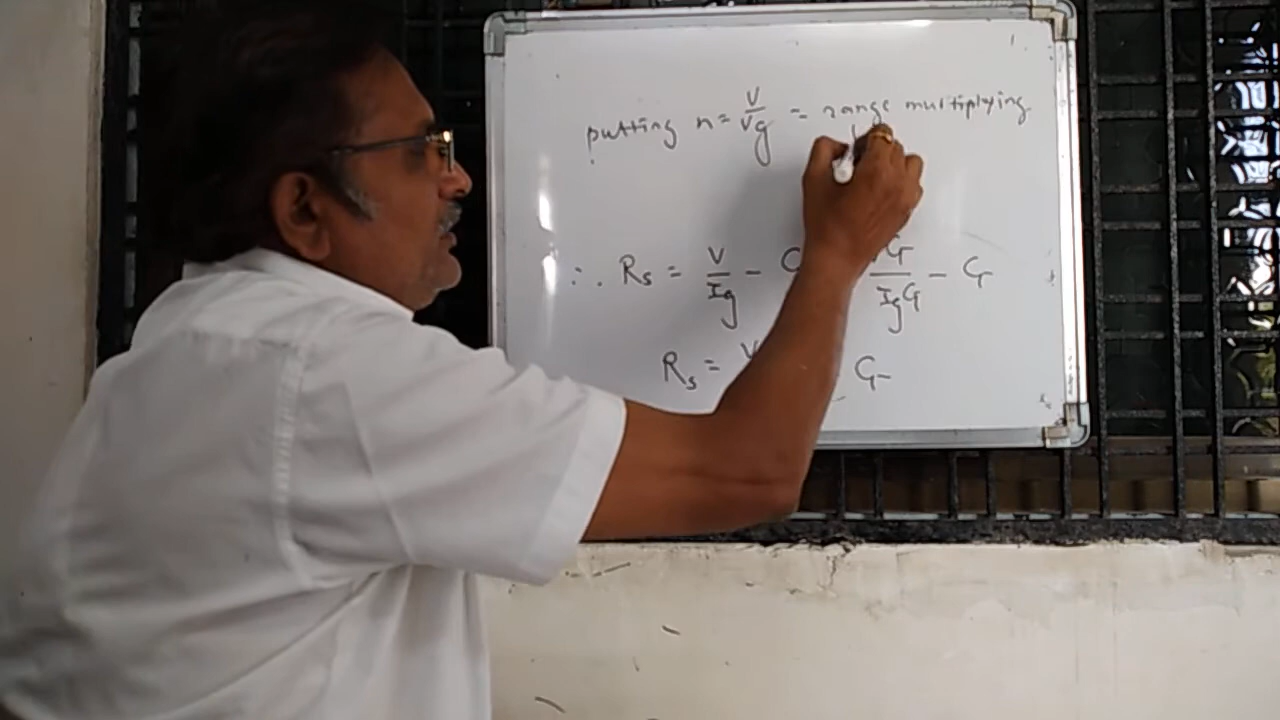 putting n = V/Vg = range multiplying
∴ Rs = V/Ig - G/IgG - G
Rs = V G